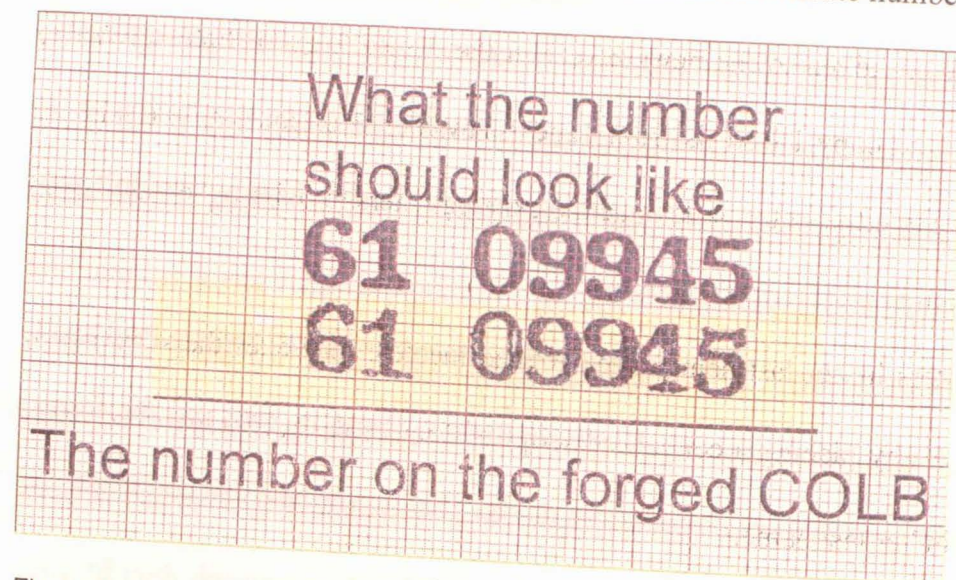 What the number
should look like
61 09945
61 09945
The number on the forged COLB